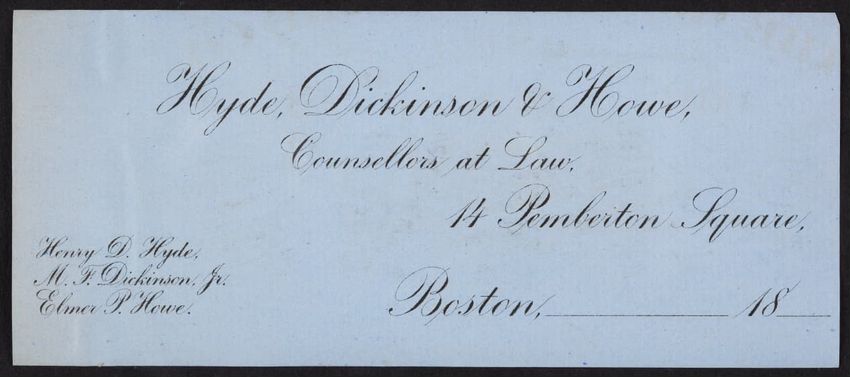 Hyde, Dickinson & Howe,
Counsellors at Law,
14 Pemberton Square,
Henry D. Hyde,
M. F. Dickinson, Jr.
Elmer P. Howe.
Boston, 18